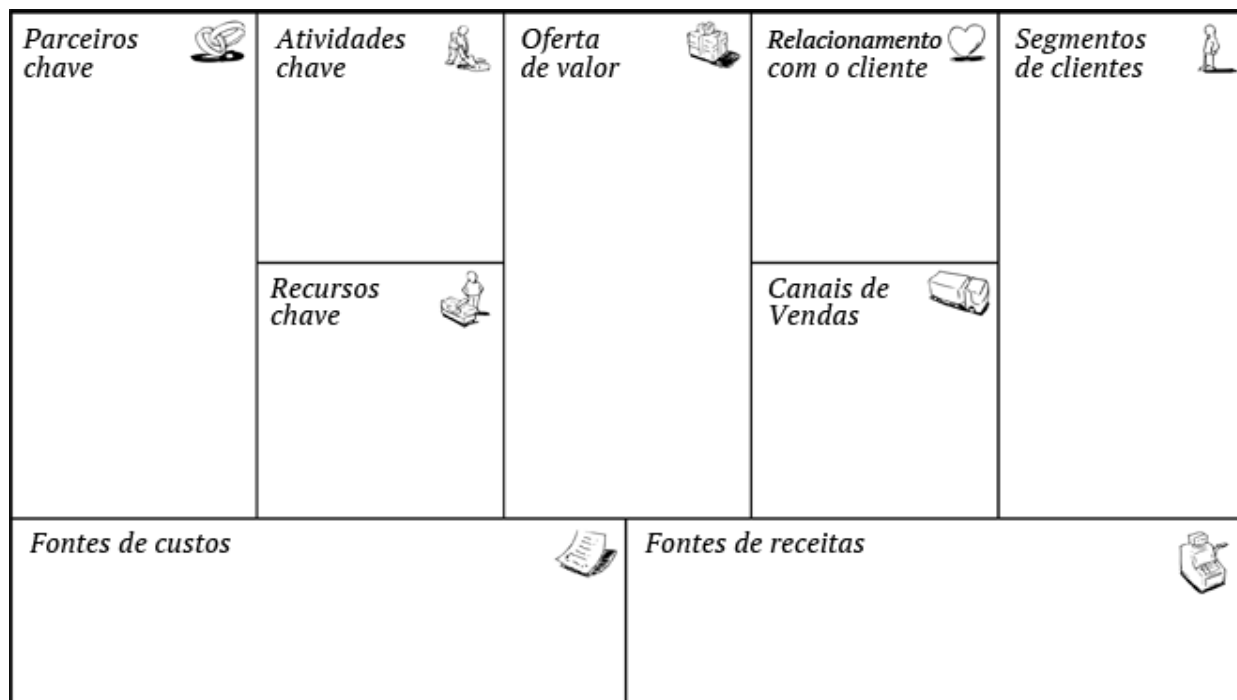 Parceiros
chave
Atividades
chave
Recursos
chave
Oferta
de valor
Relacionamento
com o cliente
Canais de
Vendas
Segmentos
de clientes
Fontes de custos
Fontes de receitas